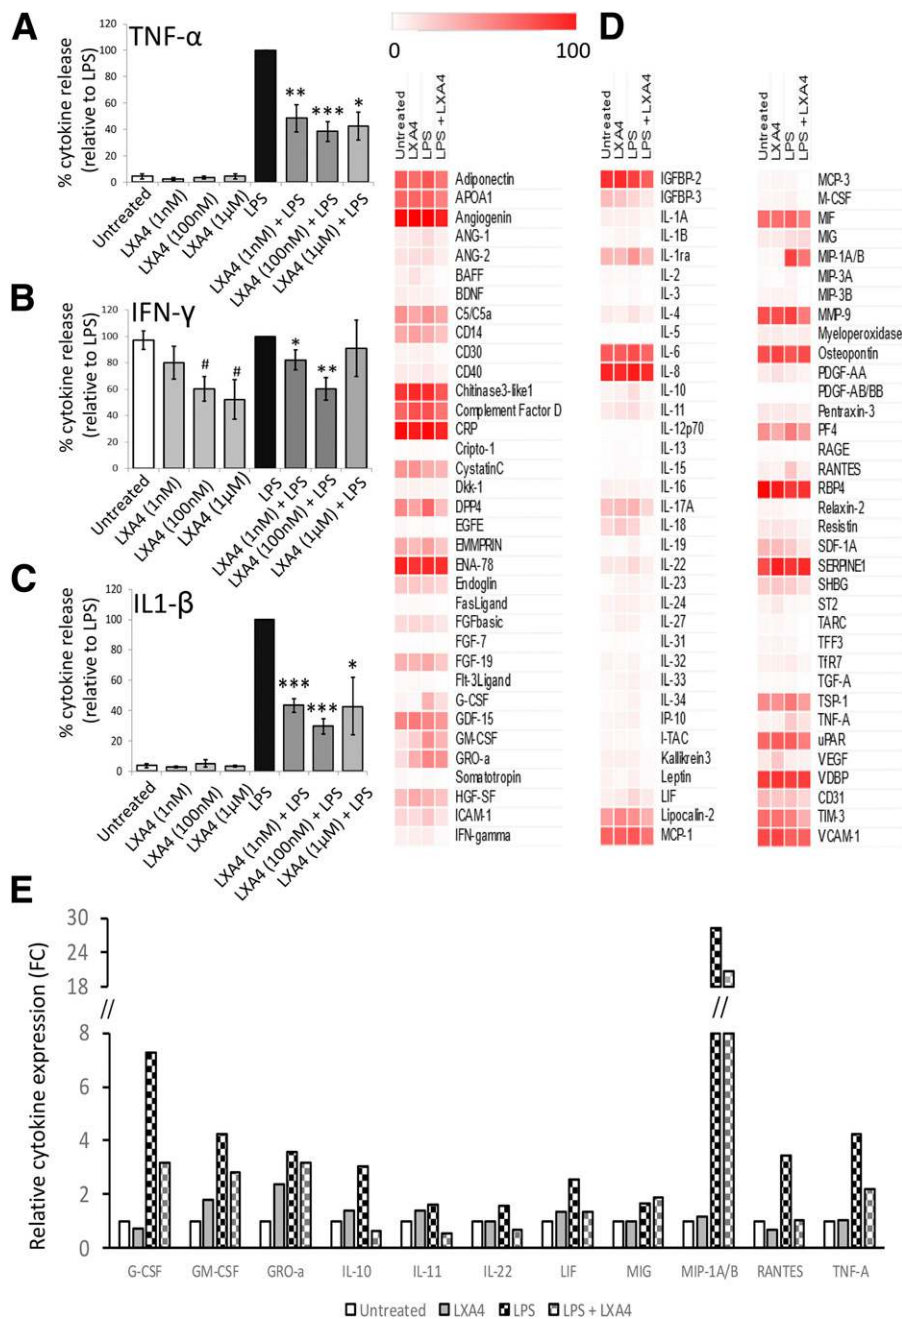 A
TNF-α
% cytokine release
(relative to LPS)
120
100
80
60
40
20
0
**
***
*
Untreated
LXA4 (1nM)
LXA4 (100nM)
LXA4 (1µM)
LPS
LXA4 (1nM) + LPS
LXA4 (100nM) + LPS
LXA4 (1µM) + LPS
B
IFN-γ
% cytokine release
(relative to LPS)
120
100
80
60
40
20
0
#
#
*
**
Untreated
LXA4 (1nM)
LXA4 (100nM)
LXA4 (1µM)
LPS
LXA4 (1nM) + LPS
LXA4 (100nM) + LPS
LXA4 (1µM) + LPS
C
IL1-β
% cytokine release
(relative to LPS)
120
100
80
60
40
20
0
***
***
*
Untreated
LXA4 (1nM)
LXA4 (100nM)
LXA4 (1µM)
LPS
LXA4 (1nM) + LPS
LXA4 (100nM) + LPS
LXA4 (1µM) + LPS
D
0 100
Untreated
LXA4
LPS
LPS + LXA4
Adiponectin
APOA1
Angiogenin
ANG-1
ANG-2
BAFF
BDNF
C5/C5a
CD14
CD30
CD40
Chitinase3-like1
Complement Factor D
CRP
Cripto-1
CystatinC
Dkk-1
DPP4
EGFE
EMMPRIN
ENA-78
Endoglin
FasLigand
FGFbasic
FGF-7
FGF-19
Flt-3Ligand
G-CSF
GDF-15
GM-CSF
GRO-a
Somatotropin
HGF-SF
ICAM-1
IFN-gamma
Untreated
LXA4
LPS
LPS + LXA4
IGFBP-2
IGFBP-3
IL-1A
IL-1B
IL-1ra
IL-2
IL-3
IL-4
IL-5
IL-6
IL-8
IL-10
IL-11
IL-12p70
IL-13
IL-15
IL-16
IL-17A
IL-18
IL-19
IL-22
IL-23
IL-24
IL-27
IL-31
IL-32
IL-33
IL-34
IP-10
I-TAC
Kallikrein3
Leptin
LIF
Lipocalin-2
MCP-1
Untreated
LXA4
LPS
LPS + LXA4
MCP-3
M-CSF
MIF
MIG
MIP-1A/B
MIP-3A
MIP-3B
MMP-9
Myeloperoxidase
Osteopontin
PDGF-AA
PDGF-AB/BB
Pentraxin-3
PF4
RAGE
RANTES
RBP4
Relaxin-2
Resistin
SDF-1A
SERPINE1
SHBG
ST2
TARC
TFF3
TfR7
TGF-A
TSP-1
TNF-A
uPAR
VEGF
VDBP
CD31
TIM-3
VCAM-1
E
Relative cytokine expression (FC)
30
24
18
//
//
8
6
4
2
0
G-CSF GM-CSF GRO-a IL-10 IL-11 IL-22 LIF MIG MIP-1A/B RANTES TNF-A
Untreated LXA4 LPS LPS + LXA4